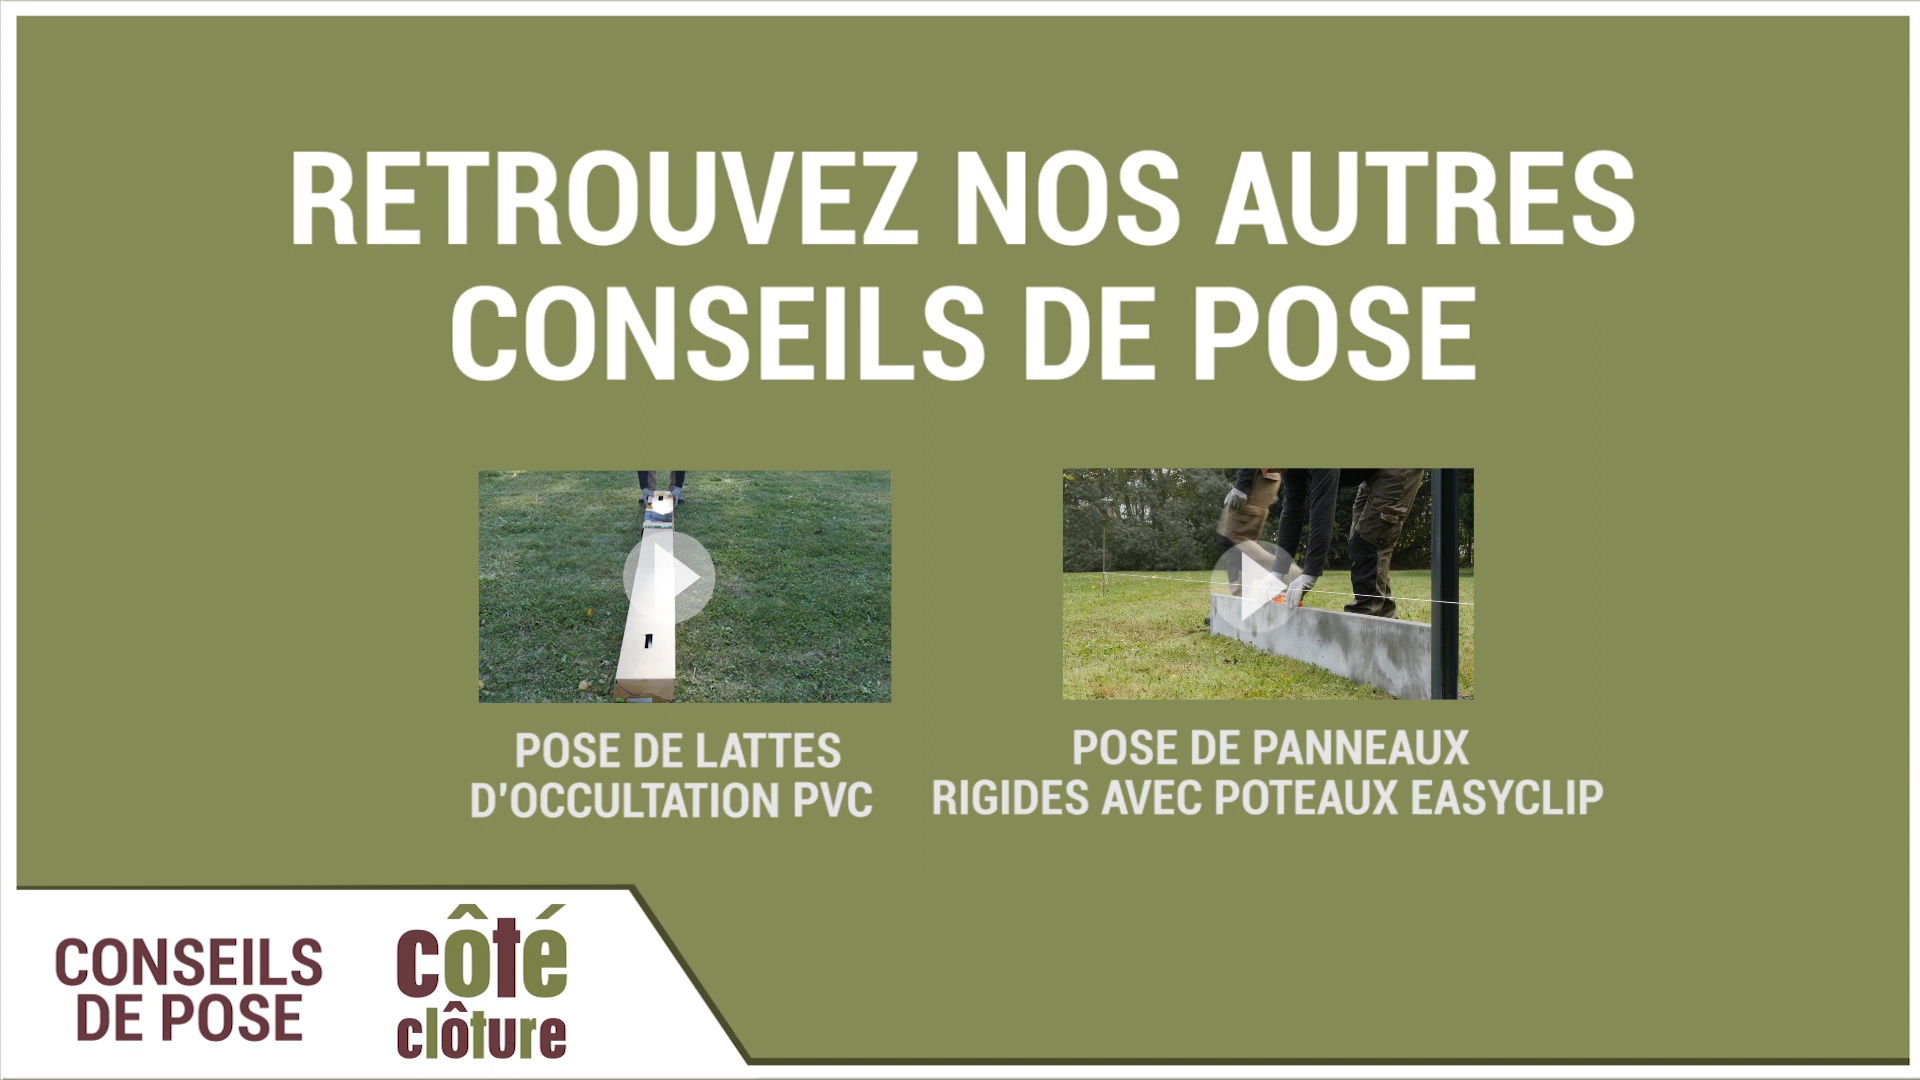 RETROUVEZ NOS AUTRES
CONSEILS DE POSE
POSE DE LATTES
D'OCCULTATION PVC
POSE DE PANNEAUX
RIGIDES AVEC POTEAUX EASYCLIP
CONSEILS
DE POSE
côté
clôture